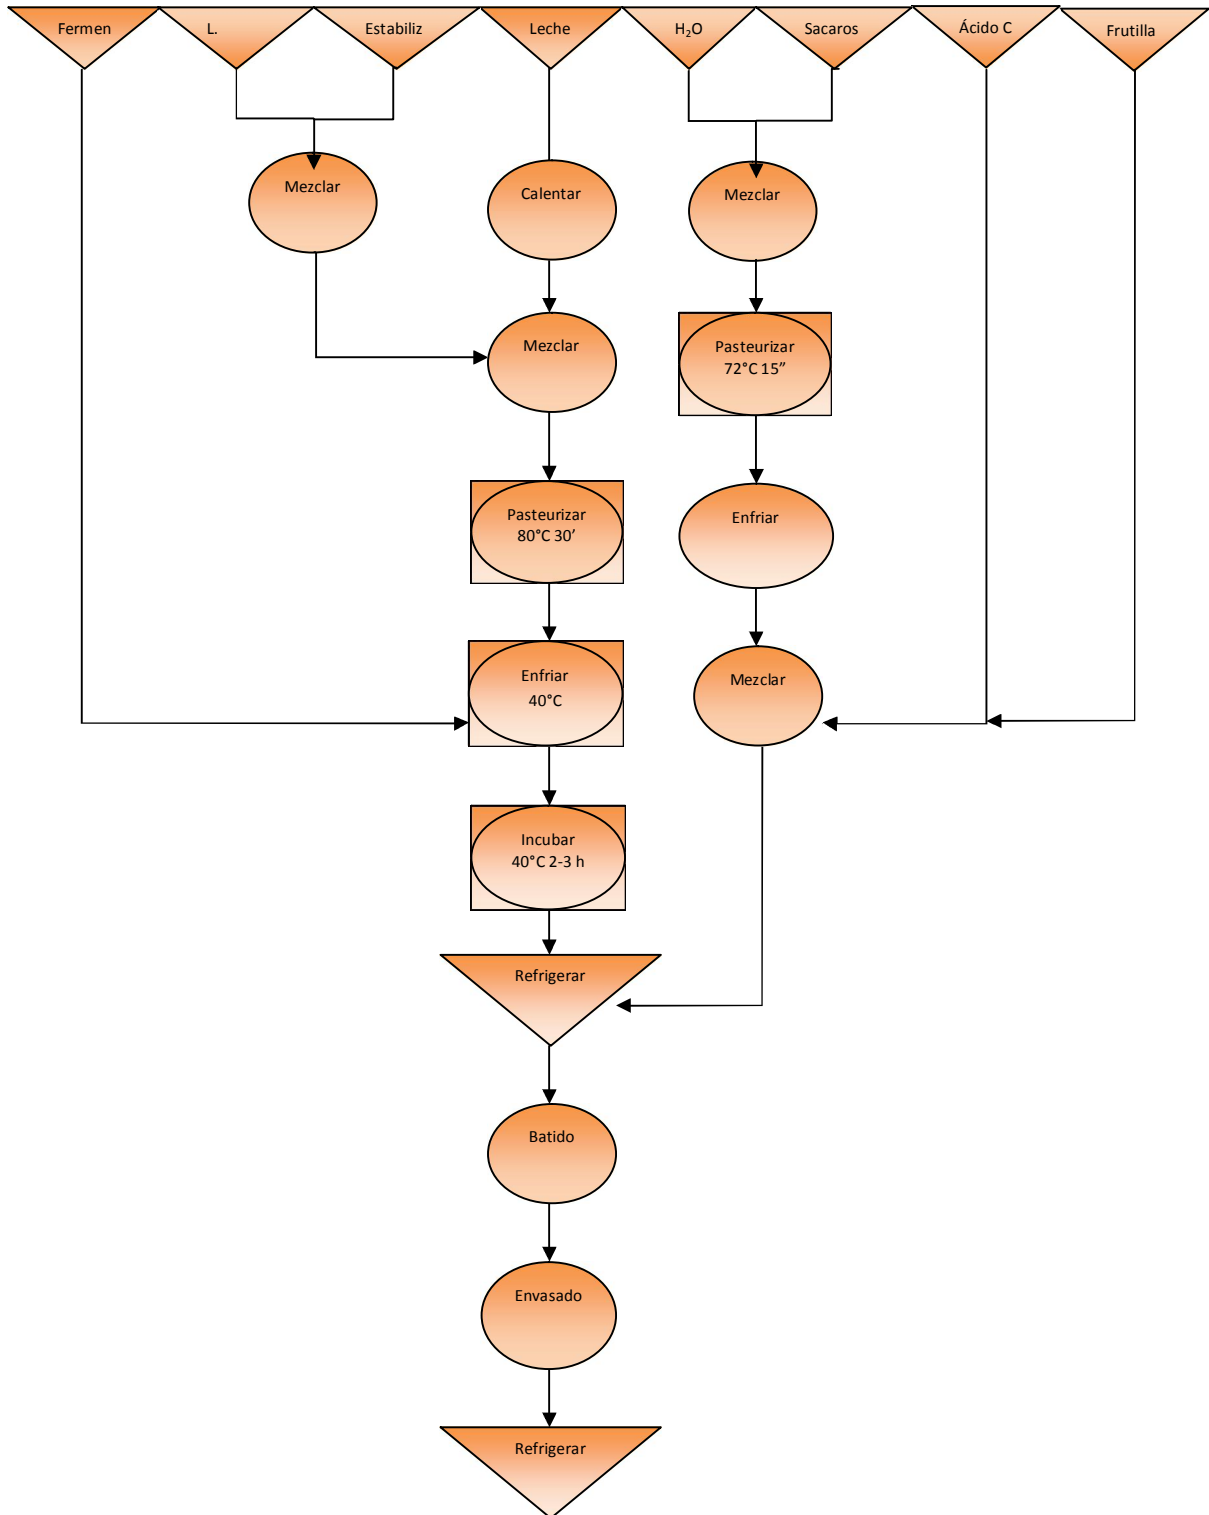 Fermen
L.
Estabiliz
Leche
H₂O
Sacaros
Ácido C
Frutilla
Mezclar
Calentar
Mezclar
Mezclar
Pasteurizar
72°C 15”
Pasteurizar
80°C 30’
Enfriar
Enfriar
40°C
Mezclar
Incubar
40°C 2-3 h
Refrigerar
Batido
Envasado
Refrigerar